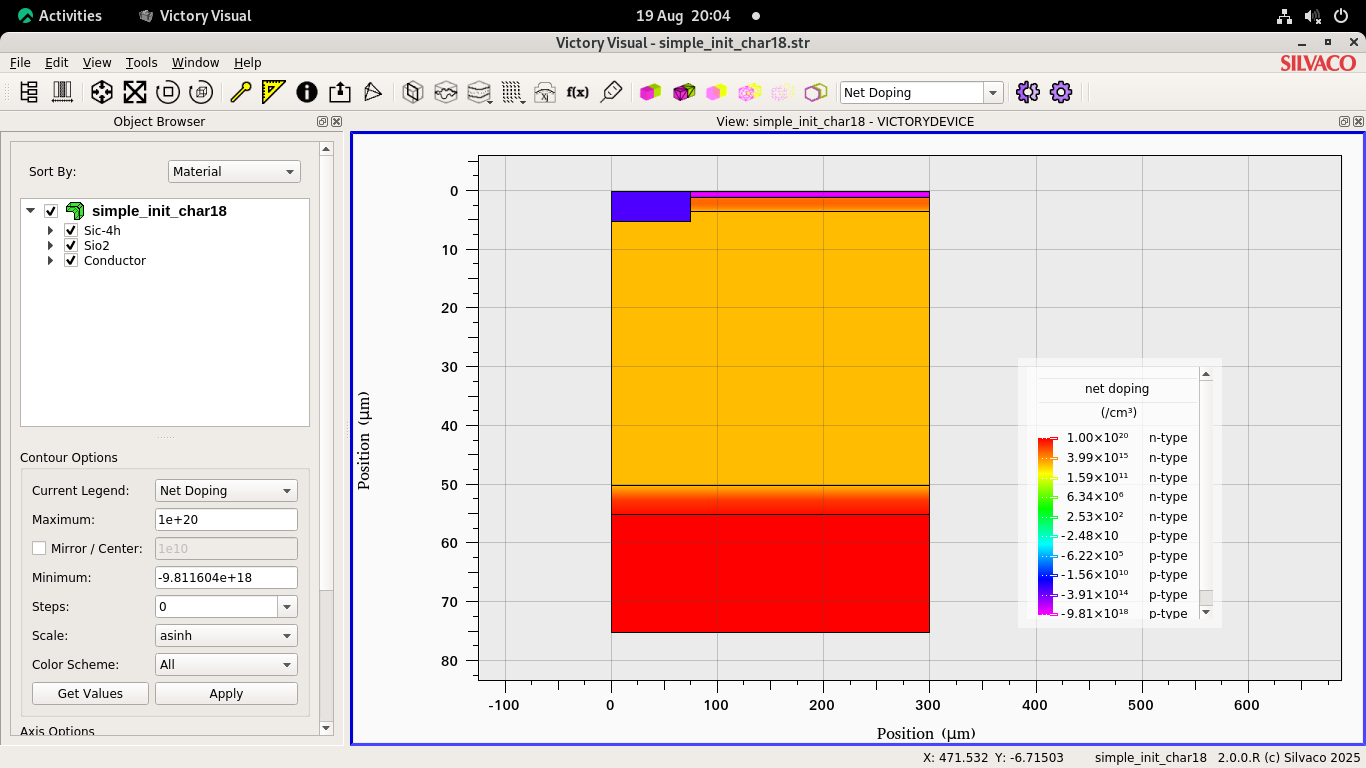 Activities
Victory Visual
19 Aug 20:04
Victory Visual - simple_init_char18.str
File Edit View Tools Window Help
SILVACO
f(x)
Net Doping
Object Browser
View: simple_init_char18 - VICTORYDEVICE
Sort By: Material
simple_init_char18
Sic-4h
Sio2
Conductor
Contour Options
Current Legend: Net Doping
Maximum: 1e+20
Mirror / Center: 1e10
Minimum: -9.811604e+18
Steps: 0
Scale: asinh
Color Scheme: All
Get Values Apply
Axis Options
Position (μm)
0
10
20
30
40
50
60
70
80
-100 0 100 200 300 400 500 600
Position (μm)
net doping
(/cm³)
1.00×10²⁰ n-type
3.99×10¹⁵ n-type
1.59×10¹¹ n-type
6.34×10⁶ n-type
2.53×10² n-type
-2.48×10 p-type
-6.22×10⁵ p-type
-1.56×10¹⁰ p-type
-3.91×10¹⁴ p-type
-9.81×10¹⁸ p-type
X: 471.532 Y: -6.71503 simple_init_char18 2.0.0.R (c) Silvaco 2025